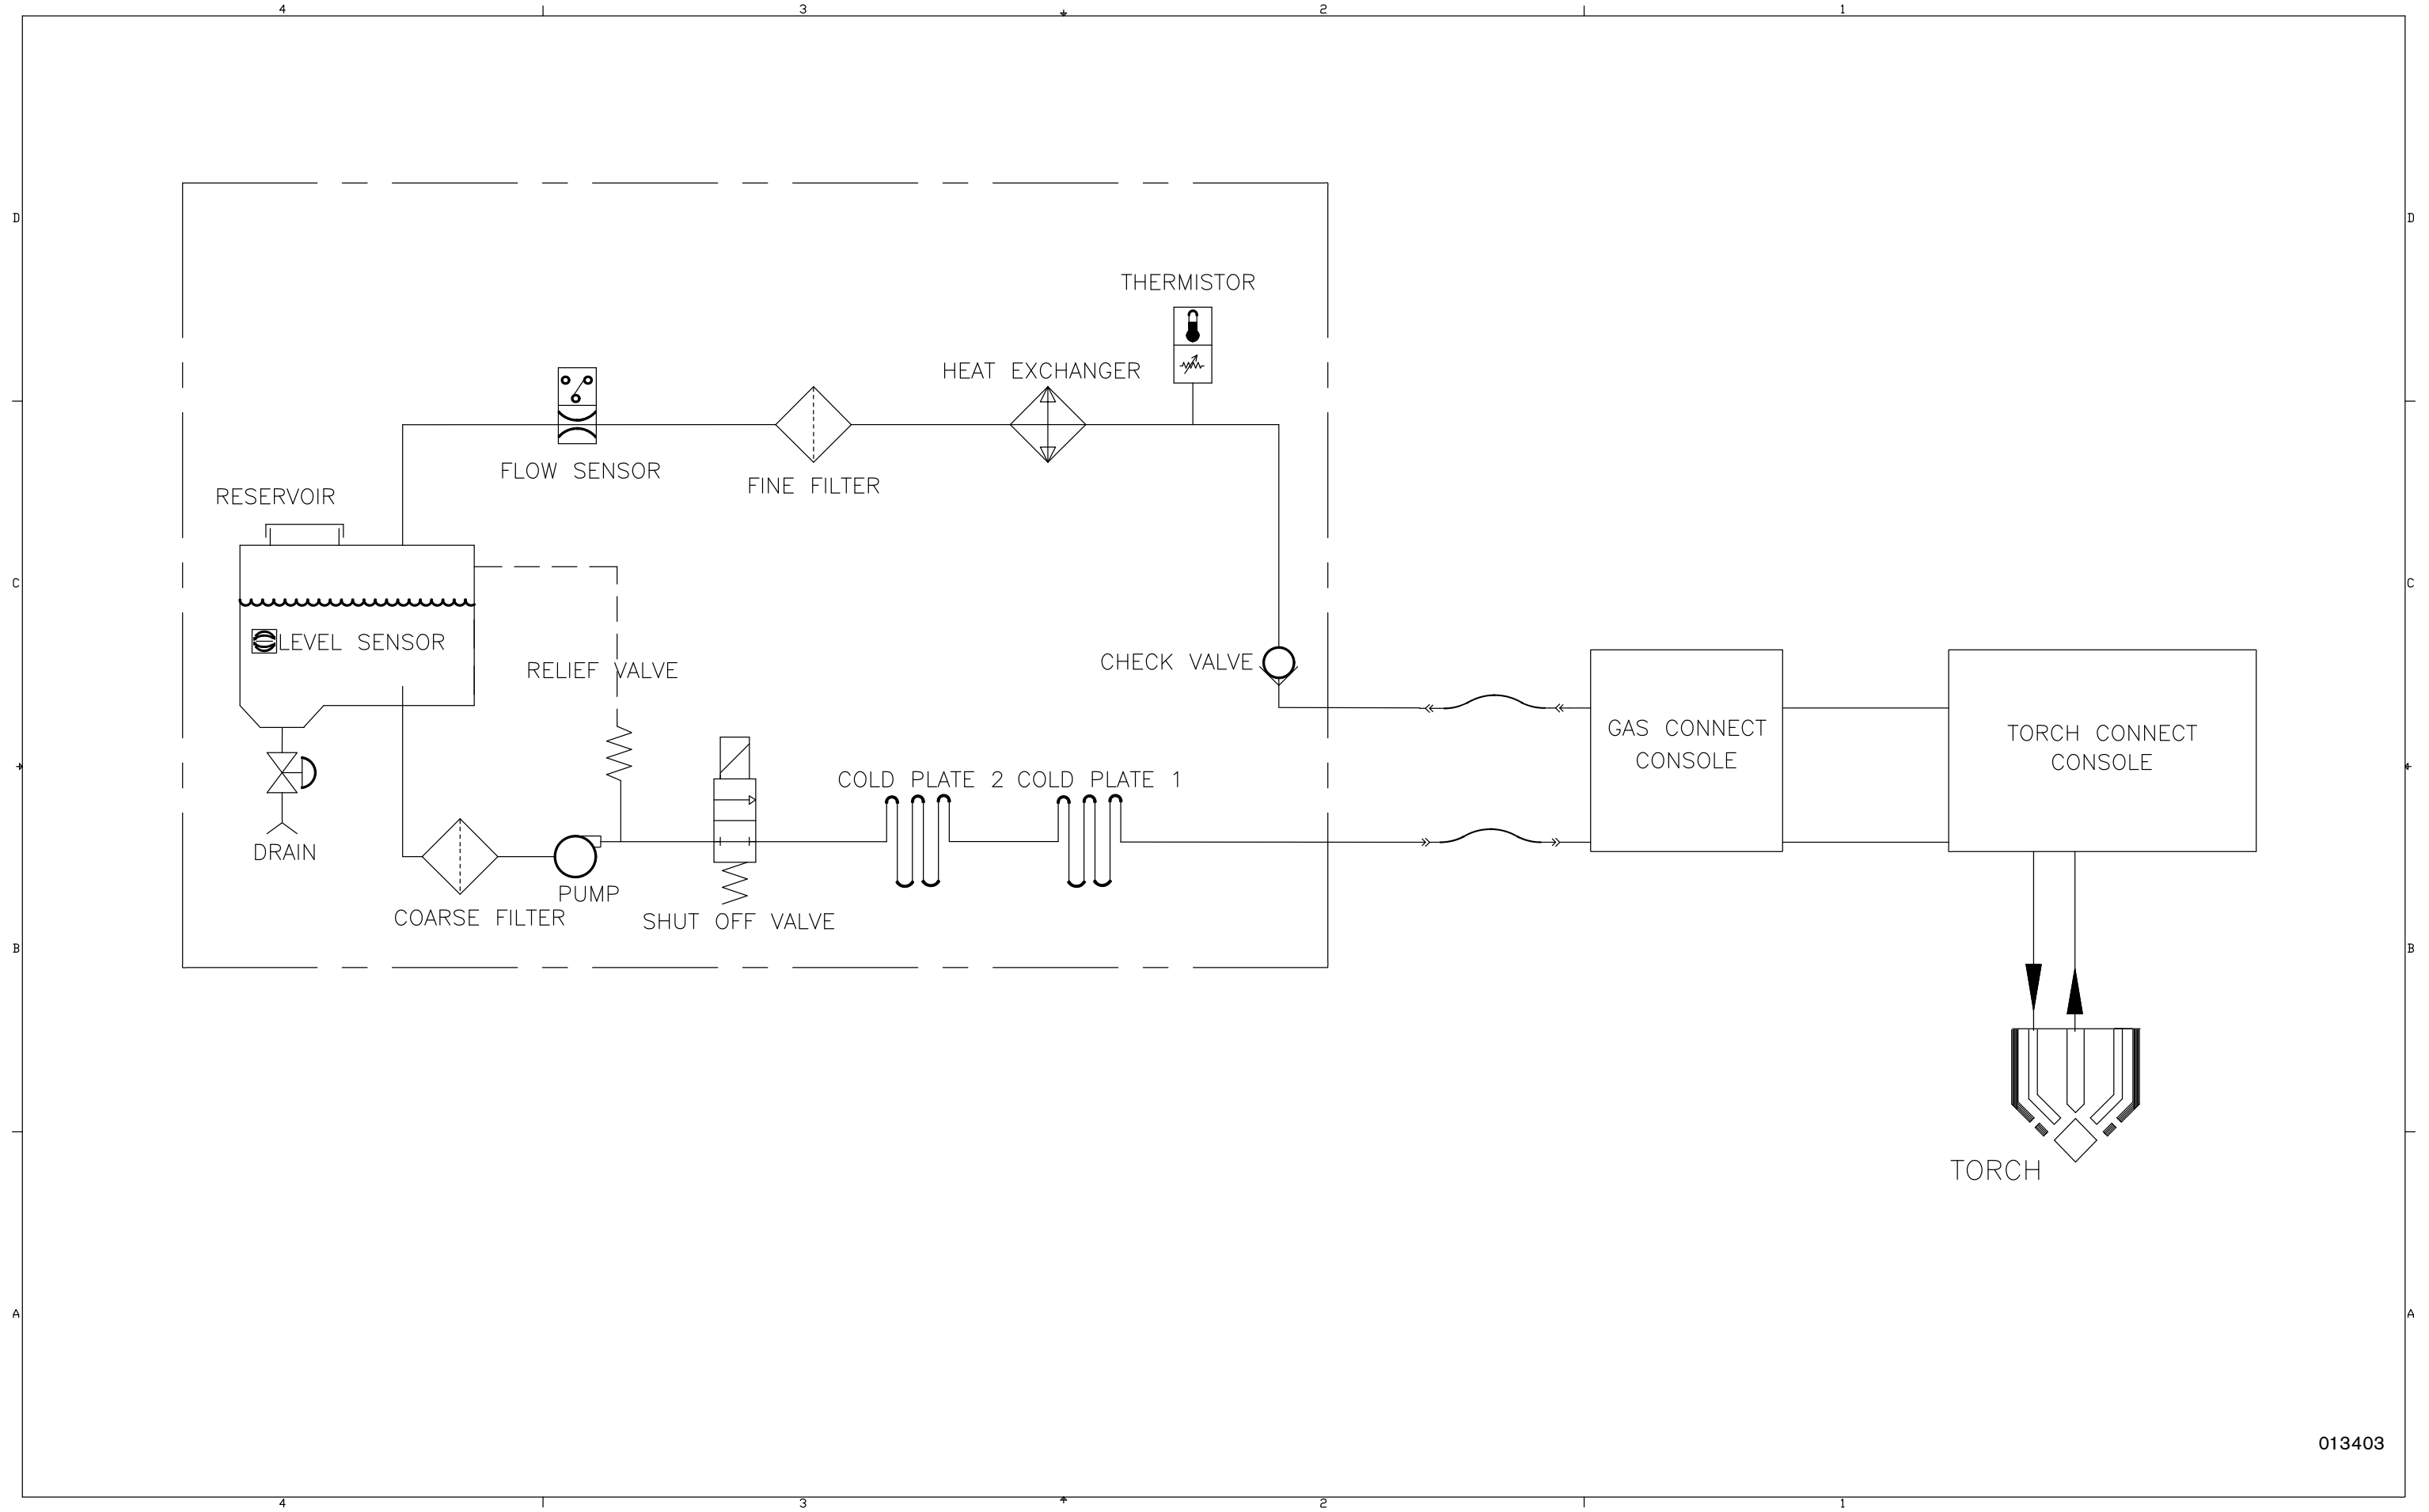 4 3 2 1
D D
THERMISTOR
HEAT EXCHANGER
FLOW SENSOR
FINE FILTER
RESERVOIR
C C
LEVEL SENSOR
RELIEF VALVE
CHECK VALVE
GAS CONNECT
CONSOLE
TORCH CONNECT
CONSOLE
COLD PLATE 2 COLD PLATE 1
DRAIN
PUMP
COARSE FILTER
SHUT OFF VALVE
B B
TORCH
A A
013403
4 3 2 1